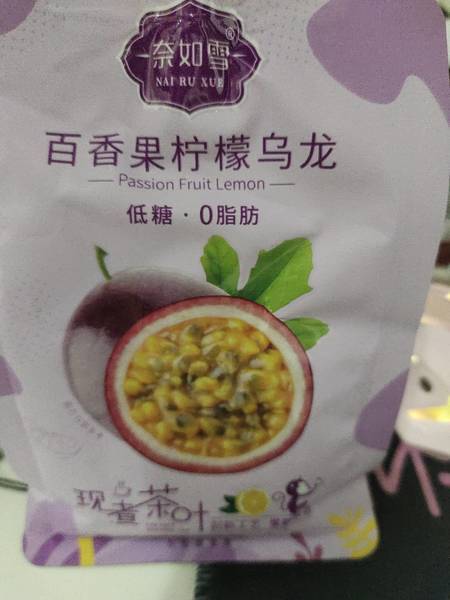 奈如雪®
NAI RU XUE
百香果柠檬乌龙
Passion Fruit Lemon
低糖·0脂肪
现煮茶叶